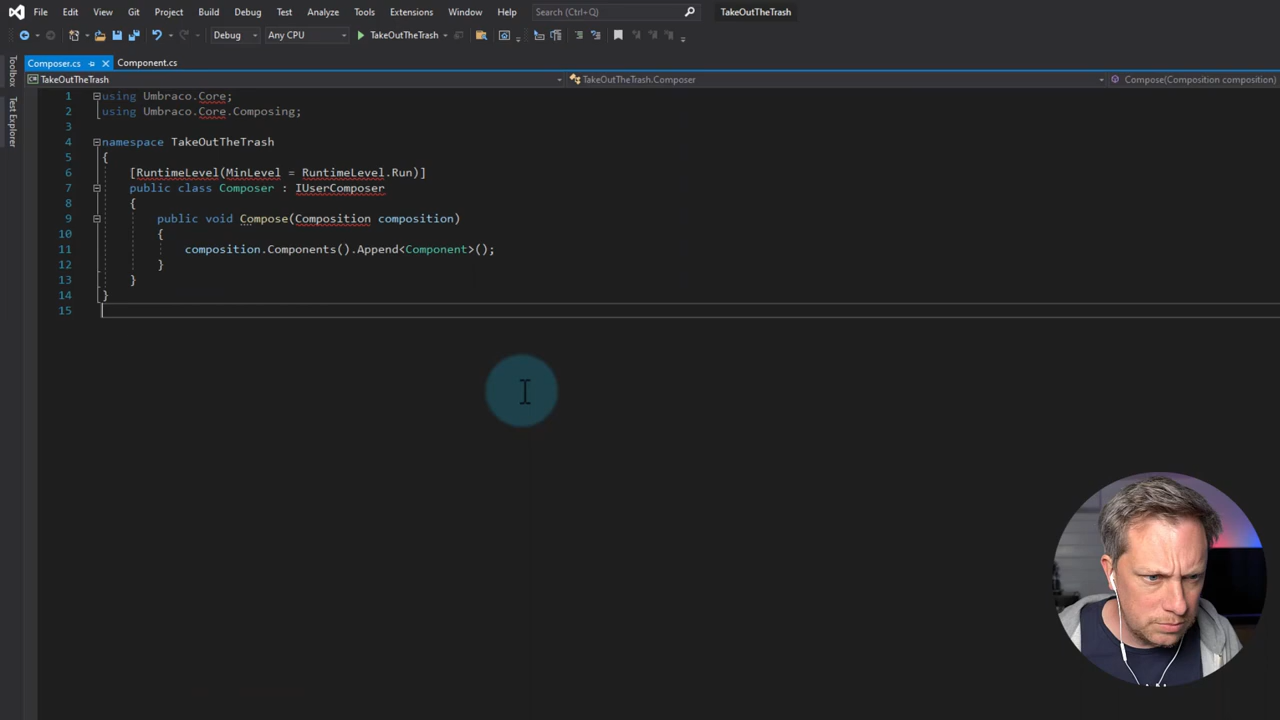 File Edit View Git Project Build Debug Test Analyze Tools Extensions Window Help Search (Ctrl+Q) TakeOutTheTrash
Debug Any CPU TakeOutTheTrash
Composer.cs Component.cs
TakeOutTheTrash TakeOutTheTrash.Composer Compose(Composition composition)
Toolbox
Test Explorer
1 using Umbraco.Core;
2 using Umbraco.Core.Composing;
3
4 namespace TakeOutTheTrash
5 {
6 [RuntimeLevel(MinLevel = RuntimeLevel.Run)]
7 public class Composer : IUserComposer
8 {
9 public void Compose(Composition composition)
10 {
11 composition.Components().Append<Component>();
12 }
13 }
14 }
15